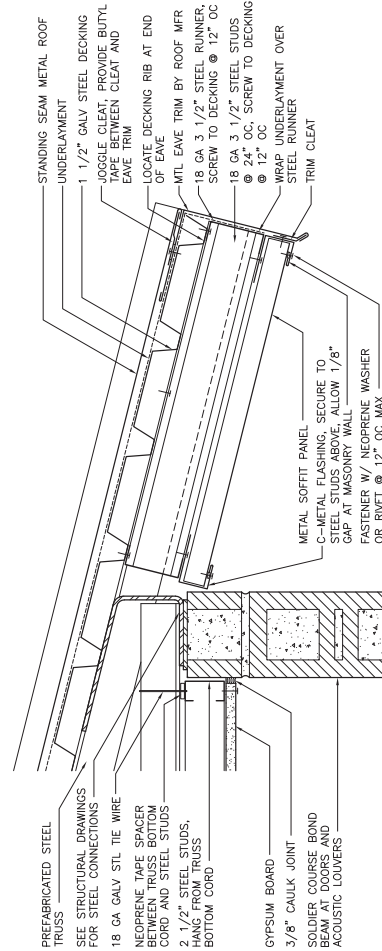 STANDING SEAM METAL ROOF
UNDERLAYMENT
1 1/2" GALV STEEL DECKING
JOGGLE CLEAT, PROVIDE BUTYL
TAPE BETWEEN CLEAT AND
EAVE TRIM
LOCATE DECKING RIB AT END
OF EAVE
MTL EAVE TRIM BY ROOF MFR
18 GA 3 1/2" STEEL RUNNER,
SCREW TO DECKING @ 12" OC
18 GA 3 1/2" STEEL STUDS
@ 24" OC, SCREW TO DECKING
@ 12" OC
WRAP UNDERLAYMENT OVER
STEEL RUNNER
TRIM CLEAT
METAL SOFFIT PANEL
C-METAL FLASHING, SECURE TO
STEEL STUDS ABOVE, ALLOW 1/8"
GAP AT MASONRY WALL
FASTENER W/ NEOPRENE WASHER
OR RIVET @ 12" OC MAX
PREFABRICATED STEEL
TRUSS
SEE STRUCTURAL DRAWINGS
FOR STEEL CONNECTIONS
18 GA GALV STL TIE WIRE
NEOPRENE TAPE SPACER
BETWEEN TRUSS BOTTOM
CORD AND STEEL STUDS
2 1/2" STEEL STUDS,
HANG FROM TRUSS
BOTTOM CORD
GYPSUM BOARD
3/8" CAULK JOINT
SOLDIER COURSE BOND
BEAM AT DOORS AND
ACOUSTIC LOUVERS